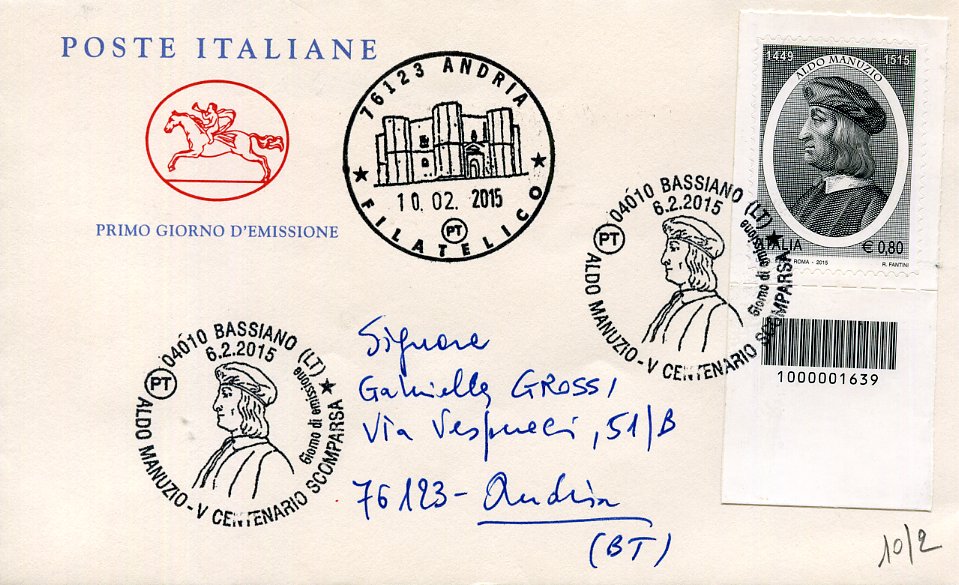 POSTE ITALIANE
PRIMO GIORNO D'EMISSIONE
76123 ANDRIA
10.02.2015
PT
FILATELICO
1449 ALDO MANUZIO 1515
ITALIA € 0,80
ROMA - 2015 R. FANTINI
1000001639
04010 BASSIANO (LT)
6.2.2015
PT
Giorno di emissione
ALDO MANUZIO - V CENTENARIO SCOMPARSA
04010 BASSIANO (LT)
6.2.2015
PT
Giorno di emissione
ALDO MANUZIO - V CENTENARIO SCOMPARSA
Signora
Gabriella GROSSI
Via Vespucci, 51/B
76123 - Andria
(BT)
10/2